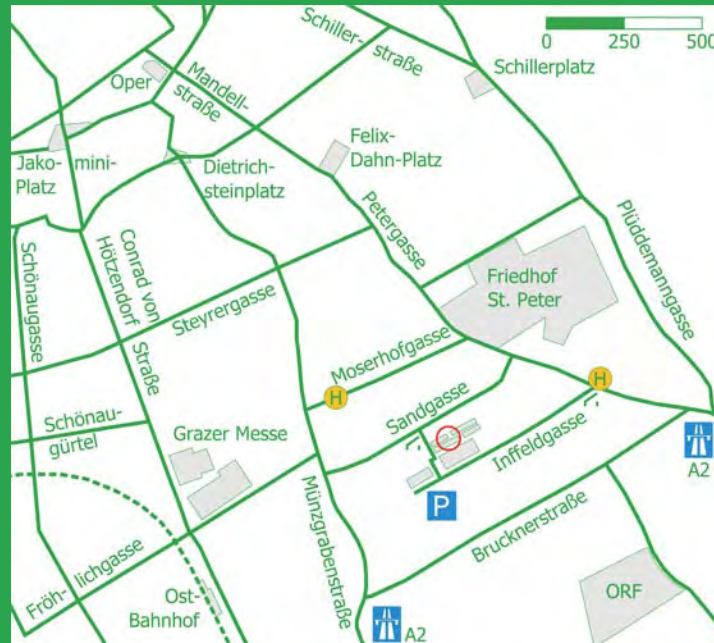 0 250 500
Schiller-
straße
Schillerplatz
Oper
Mandell-
straße
Felix-
Dahn-Platz
Jako-
mini-
Platz
Dietrich-
steinplatz
Petergasse
Plüddemanngasse
Schönaugasse
Conrad von
Hötzendorf
Straße
Steyrergasse
Friedhof
St. Peter
Moserhofgasse
H
H
Sandgasse
Schönau-
gürtel
Grazer Messe
Inffeldgasse
A2
P
Münzgrabenstraße
Brucknerstraße
Fröh-
lichgasse
Ost-
Bahnhof
ORF
A2